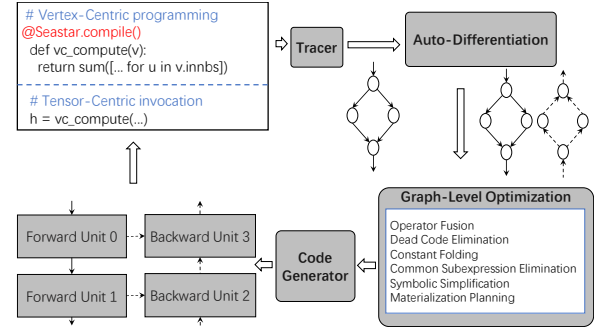 # Vertex-Centric programming
@Seastar.compile()
def vc_compute(v):
return sum([... for u in v.innbs])
# Tensor-Centric invocation
h = vc_compute(...)
Tracer
Auto-Differentiation
Graph-Level Optimization
Operator Fusion
Dead Code Elimination
Constant Folding
Common Subexpression Elimination
Symbolic Simplification
Materialization Planning
Code
Generator
Forward Unit 0
Backward Unit 3
Forward Unit 1
Backward Unit 2